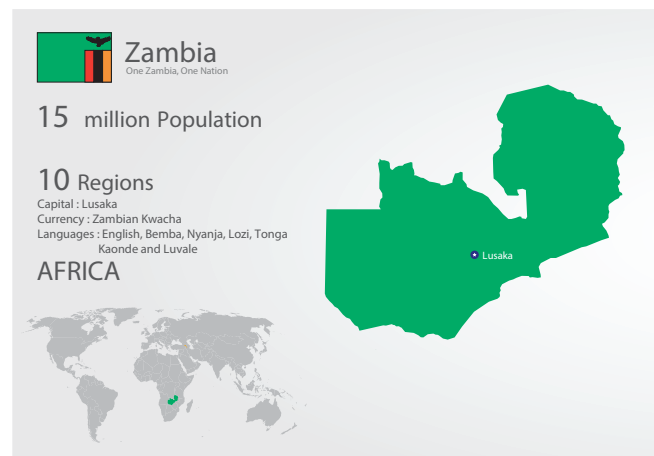 Zambia
One Zambia, One Nation
15 million Population
10 Regions
Capital : Lusaka
Currency : Zambian Kwacha
Languages : English, Bemba, Nyanja, Lozi, Tonga
Kaonde and Luvale
AFRICA
Lusaka